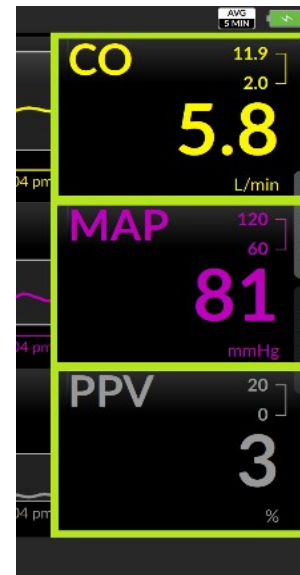 AVG
5 MIN
CO
11.9
2.0
5.8
04 pm
L/min
MAP
120
60
81
04 pm
mmHg
PPV
20
0
3
04 pm
%